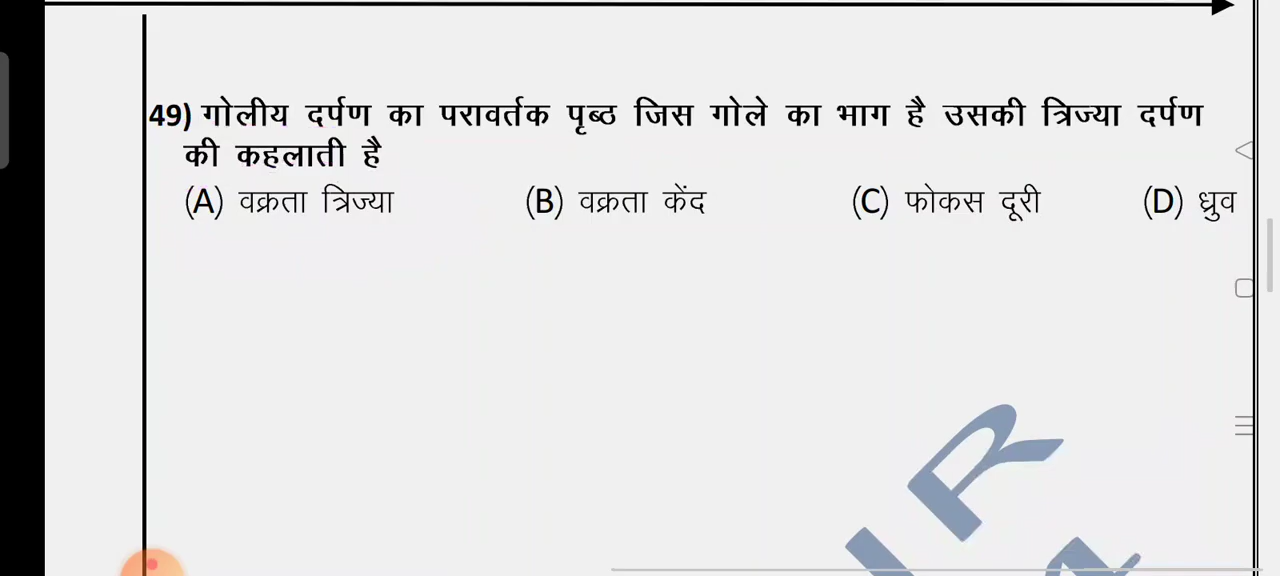 49) गोलीय दर्पण का परावर्तक पृब्ठ जिस गोले का भाग है उसकी त्रिज्या दर्पण
की कहलाती है
(A) वक्रता त्रिज्या (B) वक्रता केंद (C) फोकस दूरी (D) ध्रुव